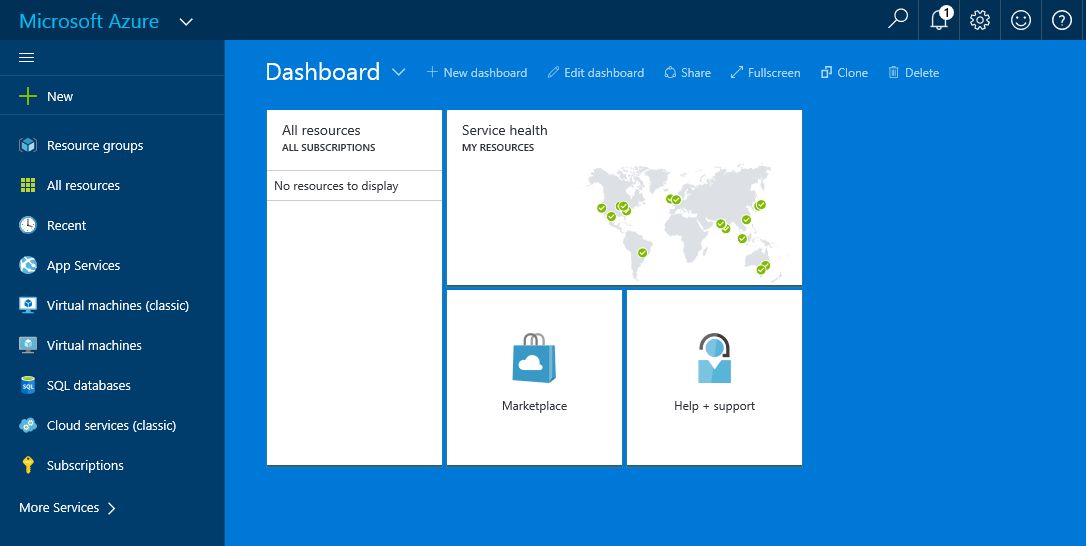 Microsoft Azure
1
New
Resource groups
All resources
Recent
App Services
Virtual machines (classic)
Virtual machines
SQL
SQL databases
Cloud services (classic)
Subscriptions
More Services
Dashboard
New dashboard
Edit dashboard
Share
Fullscreen
Clone
Delete
All resources
ALL SUBSCRIPTIONS
No resources to display
Service health
MY RESOURCES
Marketplace
Help + support